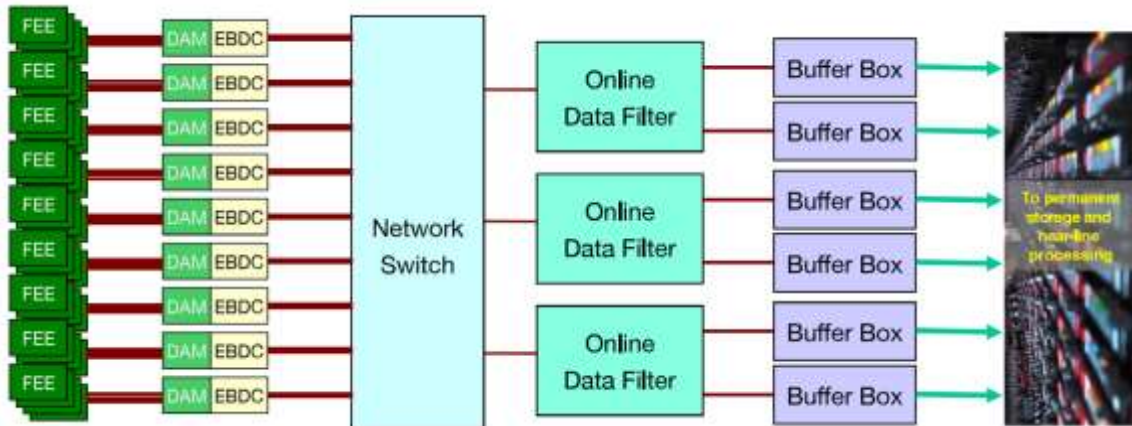 FEE
DAM EBDC
FEE
DAM EBDC
FEE
DAM EBDC
FEE
DAM EBDC
FEE
DAM EBDC
FEE
DAM EBDC
FEE
DAM EBDC
FEE
DAM EBDC
FEE
DAM EBDC
Network
Switch
Online
Data Filter
Online
Data Filter
Online
Data Filter
Buffer Box
Buffer Box
Buffer Box
Buffer Box
Buffer Box
Buffer Box
To permanent
storage and
near-line
processing